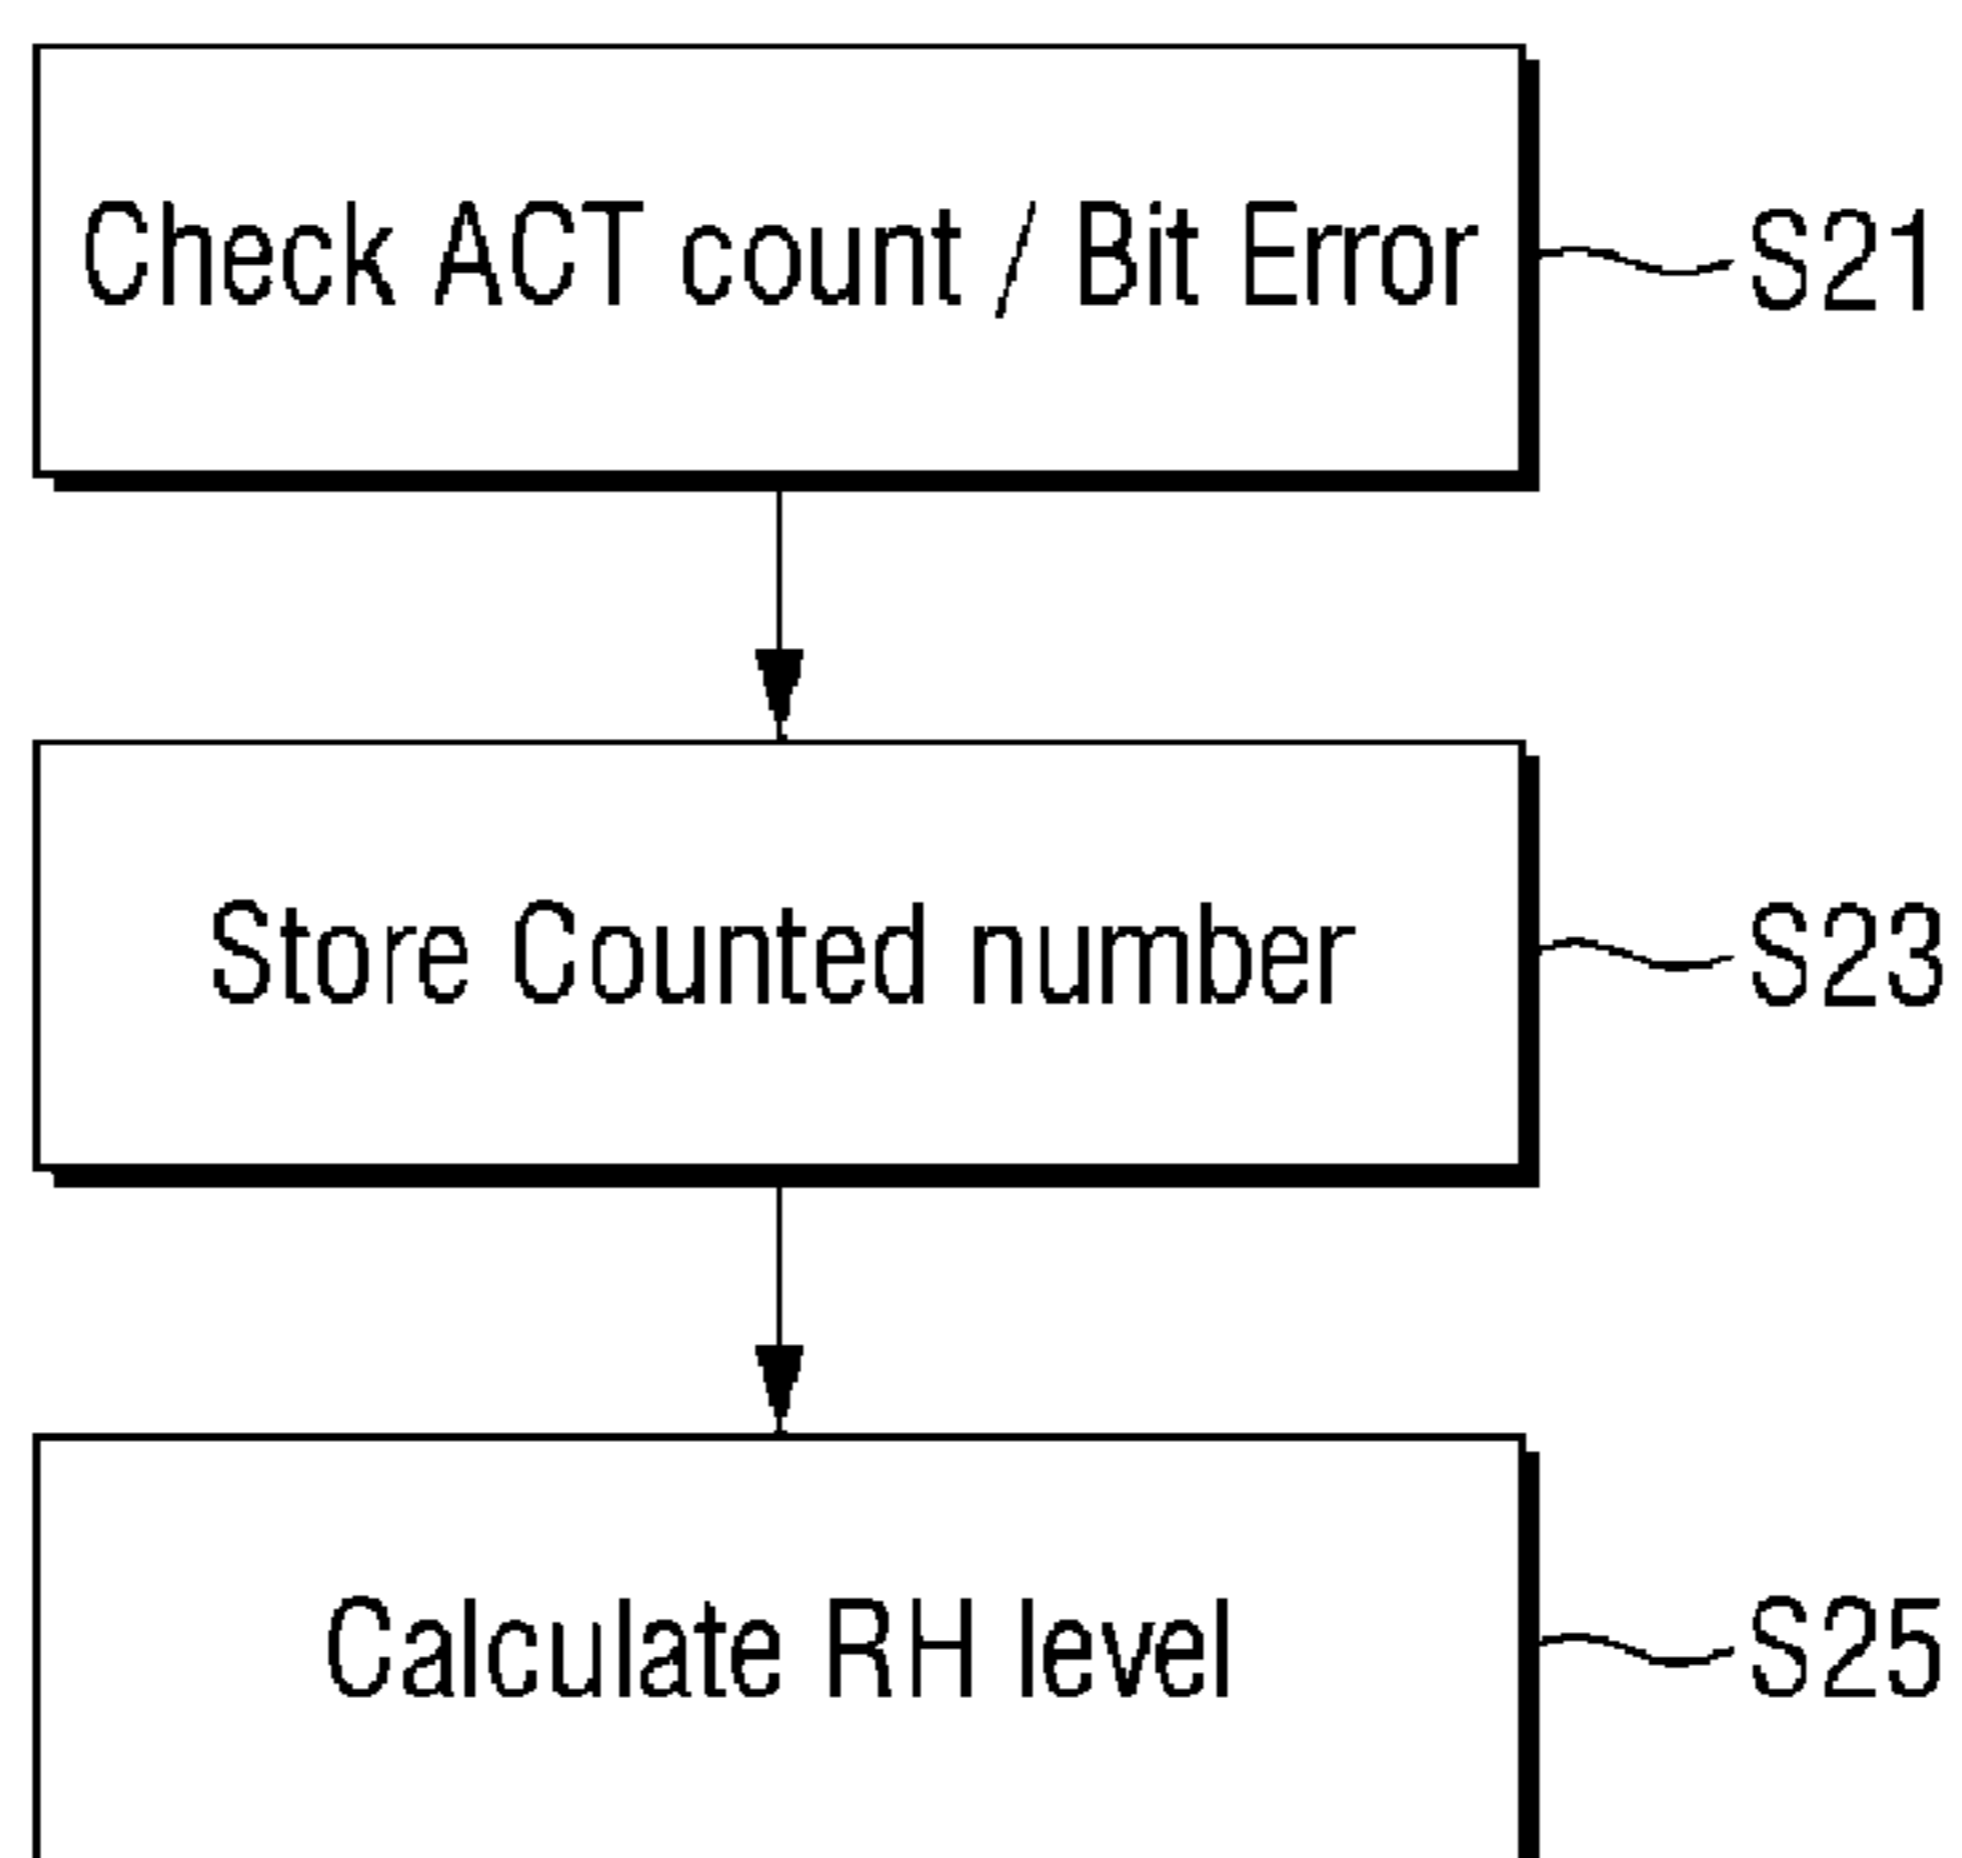 Check ACT count / Bit Error
S21
Store Counted number
S23
Calculate RH level
S25